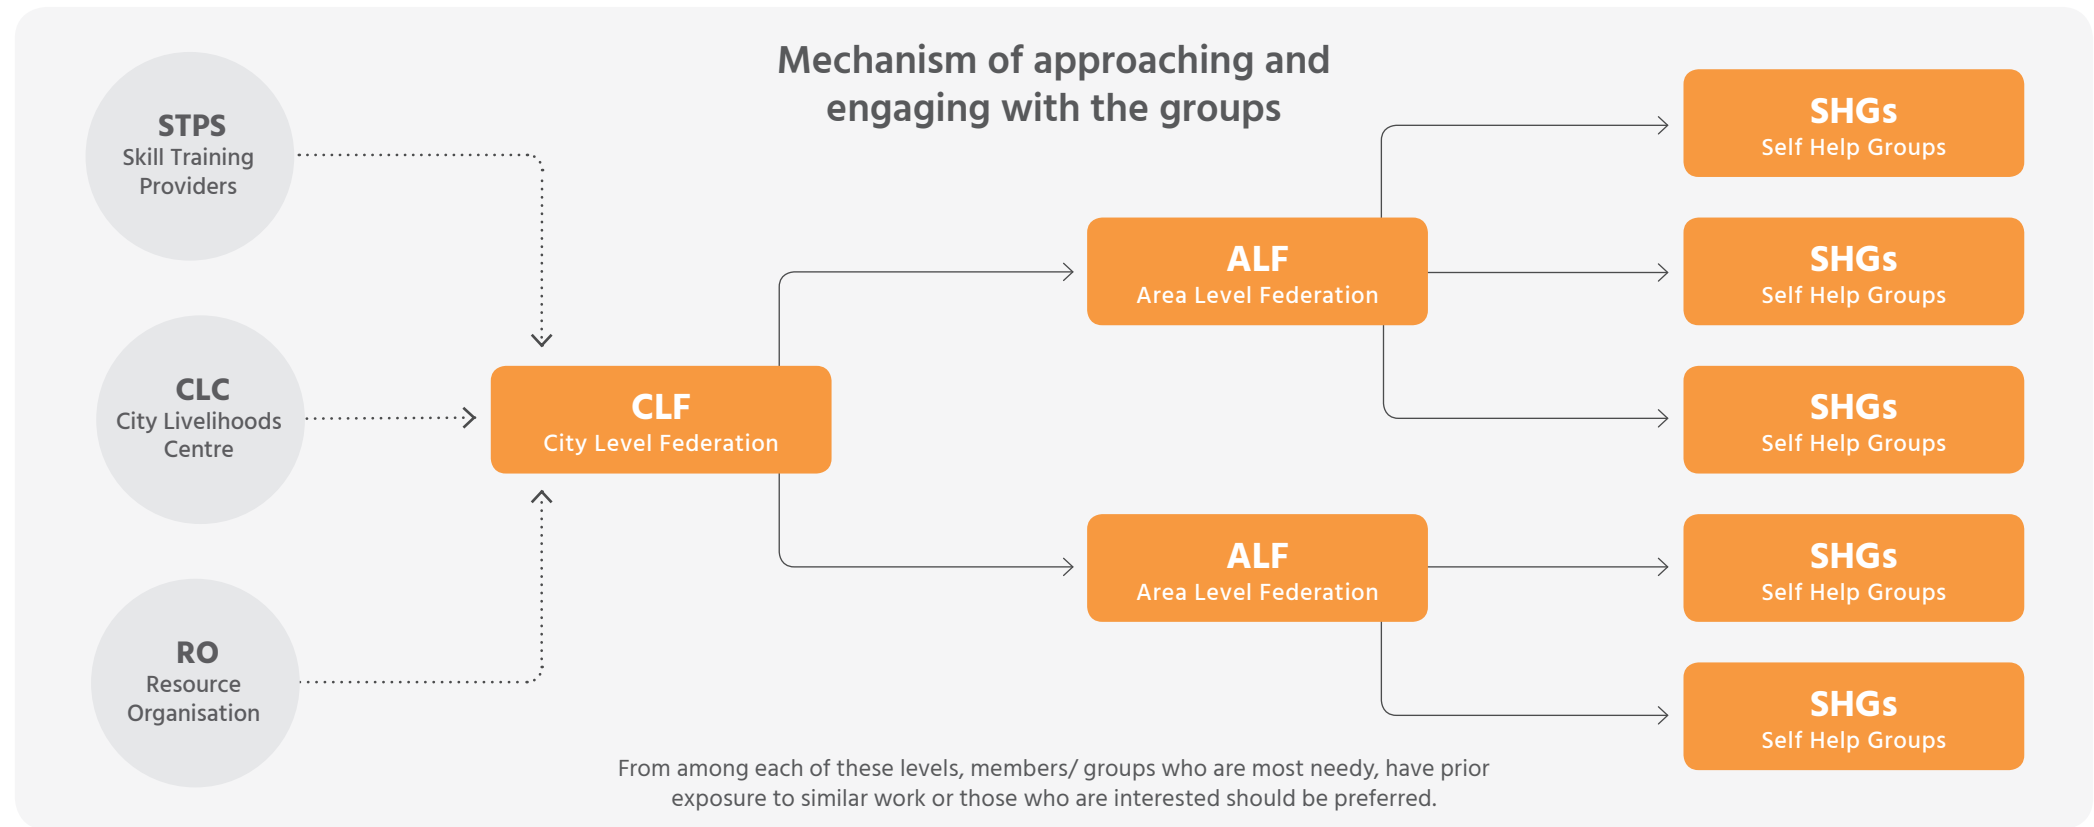 Mechanism of approaching and
engaging with the groups
STPS
Skill Training
Providers
CLC
City Livelihoods
Centre
RO
Resource
Organisation
CLF
City Level Federation
ALF
Area Level Federation
ALF
Area Level Federation
SHGs
Self Help Groups
SHGs
Self Help Groups
SHGs
Self Help Groups
SHGs
Self Help Groups
SHGs
Self Help Groups
From among each of these levels, members/ groups who are most needy, have prior
exposure to similar work or those who are interested should be preferred.